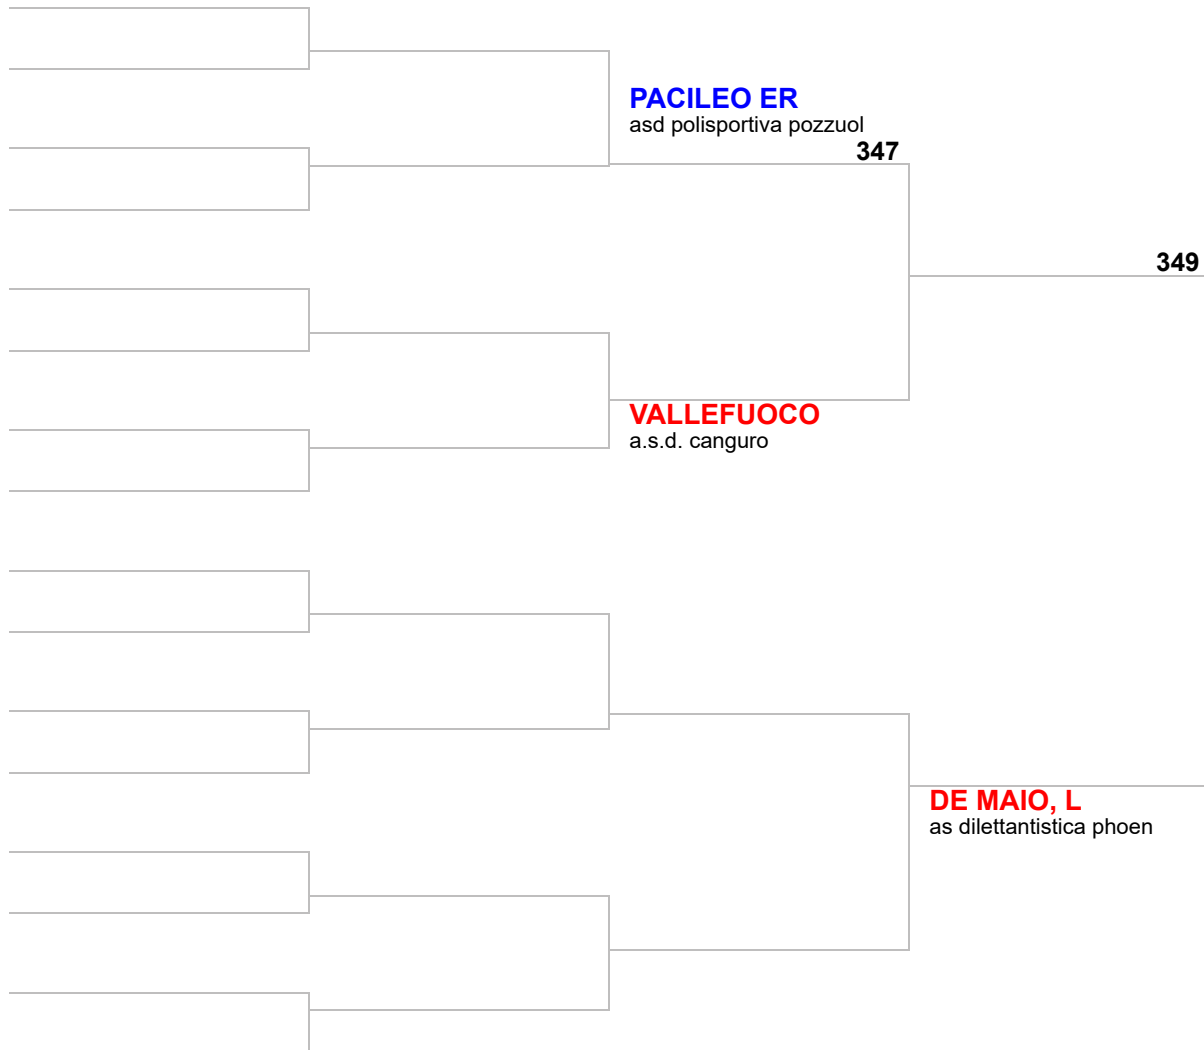 PACILEO ER
asd polisportiva pozzuol
347
349
VALLEFUOCO
a.s.d. canguro
DE MAIO, L
as dilettantistica phoen